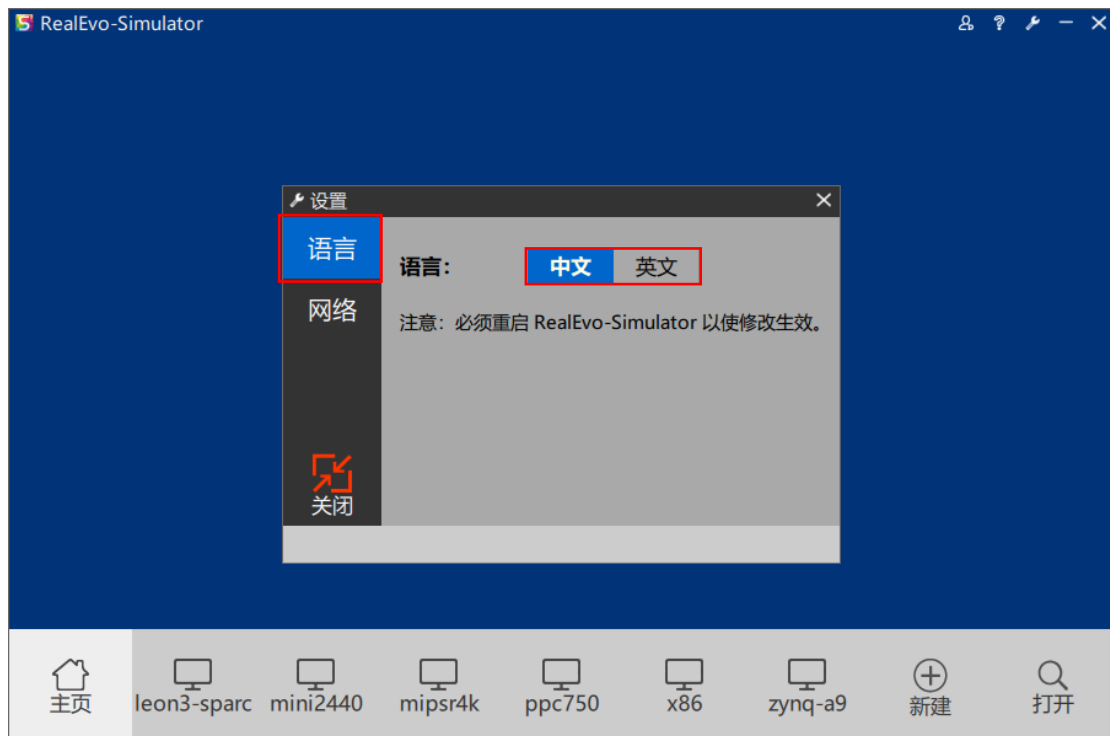 RealEvo-Simulator
设置
语言
语言： 中文 英文
网络
注意：必须重启 RealEvo-Simulator 以使修改生效。
关闭
主页 leon3-sparc mini2440 mipsr4k ppc750 x86 zynq-a9 新建 打开